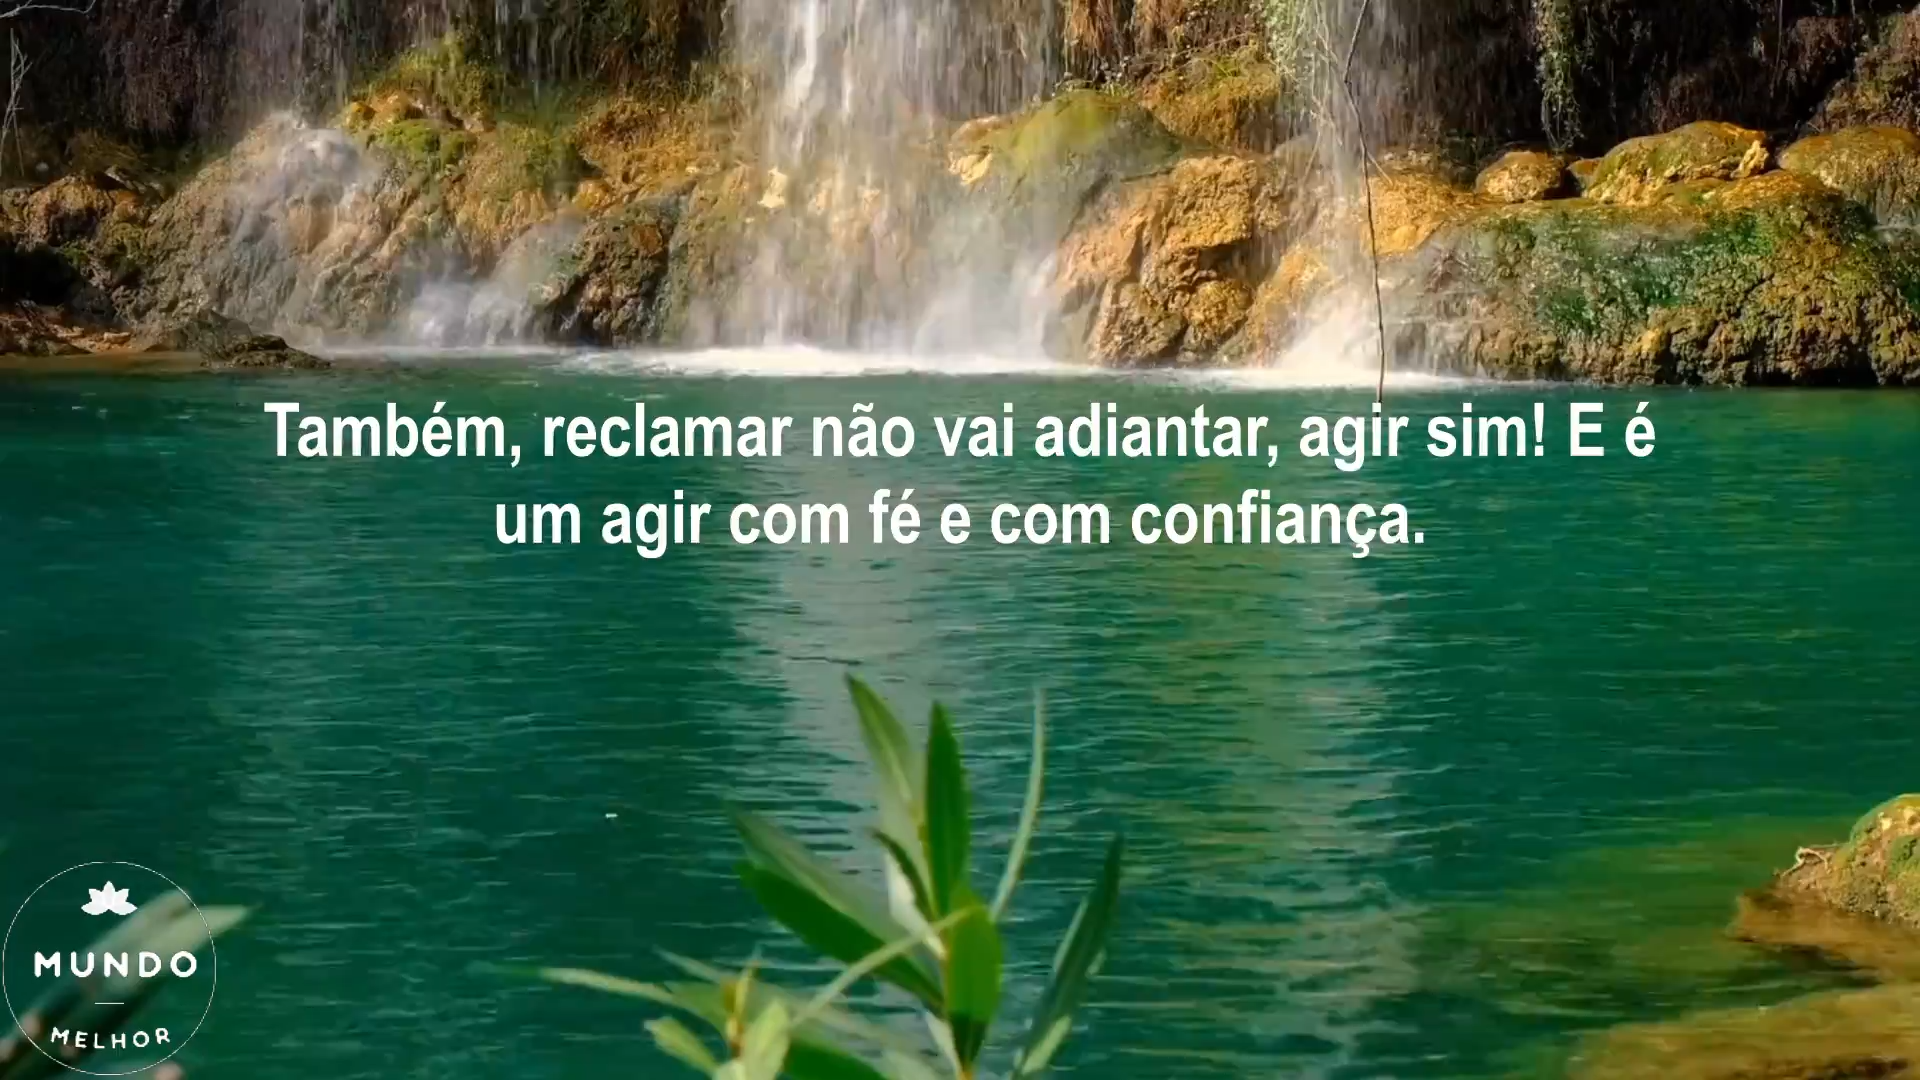 Também, reclamar não vai adiantar, agir sim! E é
um agir com fé e com confiança.
MUNDO
MELHOR